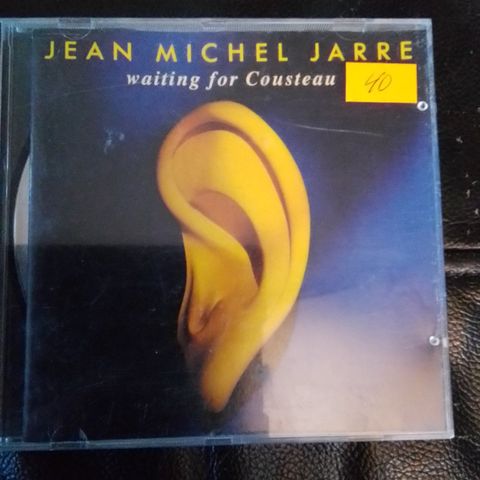 JEAN MICHEL JARRE
waiting for Cousteau
40